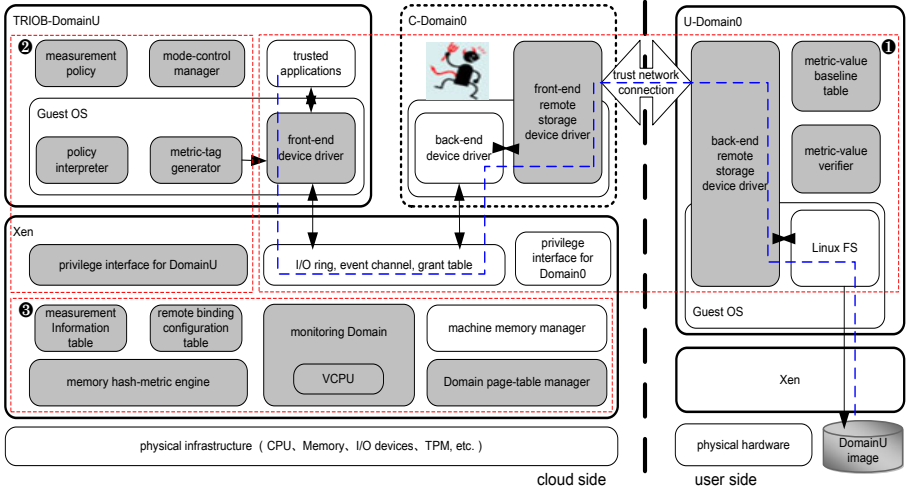 TRIOB-DomainU
❷
measurement
policy
mode-control
manager
trusted
applications
Guest OS
policy
interpreter
metric-tag
generator
front-end
device driver
C-Domain0
front-end
remote
storage
device driver
back-end
device driver
trust network
connection
U-Domain0
❶
metric-value
baseline
table
metric-value
verifier
back-end
remote
storage
device driver
Linux FS
Guest OS
Xen
privilege interface for DomainU
I/O ring, event channel, grant table
privilege
interface for
Domain0
❸
measurement
Information
table
remote binding
configuration
table
monitoring Domain
VCPU
machine memory manager
memory hash-metric engine
Domain page-table manager
Xen
physical infrastructure ( CPU、Memory、I/O devices、TPM, etc. )
physical hardware
DomainU
image
cloud side
user side